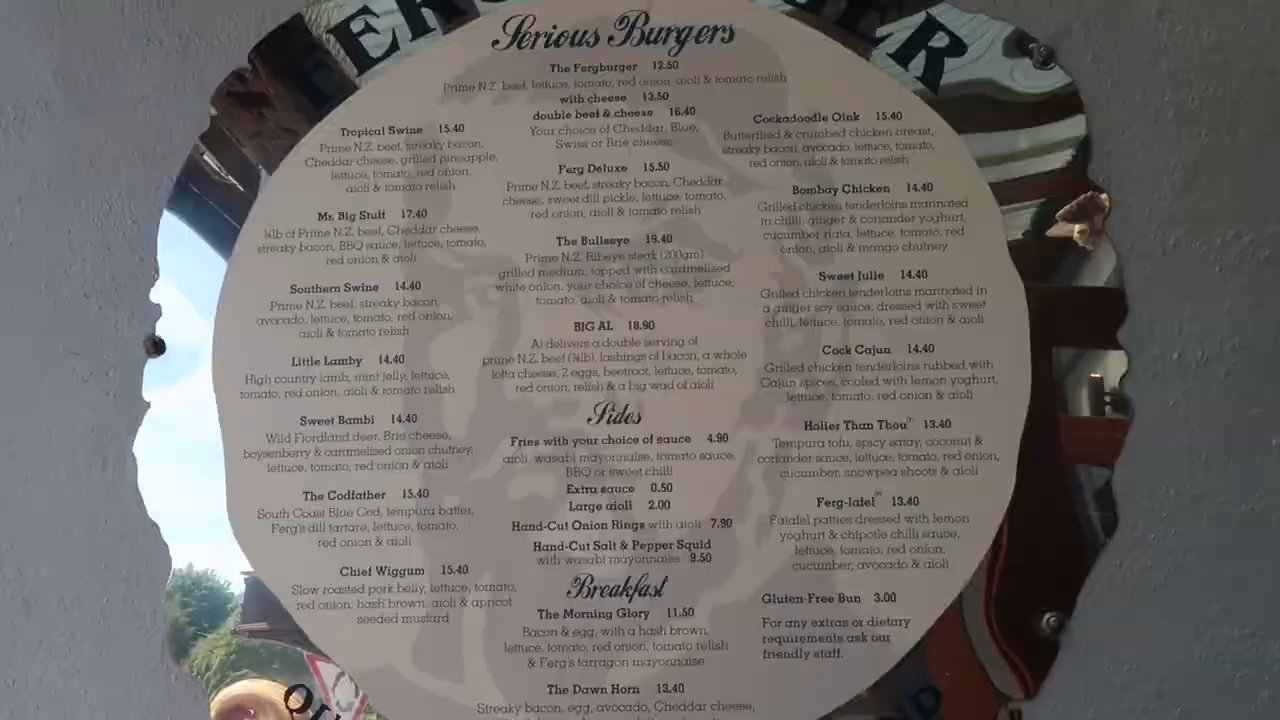 FERGBURGER
Serious Burgers
The Fergburger 12.50
Prime N.Z. beef, lettuce, tomato, red onion, aioli & tomato relish
with cheese 13.50
double beef & cheese 16.40
Your choice of Cheddar, Blue,
Swiss or Brie cheese
Ferg Deluxe 15.50
Prime N.Z. beef, streaky bacon, Cheddar
cheese, sweet dill pickle, lettuce, tomato,
red onion, aioli & tomato relish
The Bullseye 18.40
Prime N.Z. Ribeye steak (200gm)
grilled medium, topped with caramelised
white onion, your choice of cheese, lettuce,
tomato, aioli & tomato relish
BIG AL 18.90
Al delivers a double serving of
prime N.Z. beef (½lb), lashings of bacon, a whole
lotta cheese, 2 eggs, beetroot, lettuce, tomato,
red onion, relish & a big wad of aioli
Sides
Fries with your choice of sauce 4.90
aioli, wasabi mayonnaise, tomato sauce,
BBQ or sweet chilli
Extra sauce 0.50
Large aioli 2.00
Hand-Cut Onion Rings with aioli 7.90
Hand-Cut Salt & Pepper Squid
with wasabi mayonnaise 9.50
Breakfast
The Morning Glory 11.50
Bacon & egg, with a hash brown,
lettuce, tomato, red onion, tomato relish
& Ferg's tarragon mayonnaise
The Dawn Horn 13.40
Streaky bacon, egg, avocado, Cheddar cheese,
Tropical Swine 15.40
Prime N.Z. beef, streaky bacon,
Cheddar cheese, grilled pineapple,
lettuce, tomato, red onion,
aioli & tomato relish
Mr. Big Stuff 17.40
½lb of Prime N.Z. beef, Cheddar cheese,
streaky bacon, BBQ sauce, lettuce, tomato,
red onion & aioli
Southern Swine 14.40
Prime N.Z. beef, streaky bacon,
avocado, lettuce, tomato, red onion,
aioli & tomato relish
Little Lamby 14.40
High country lamb, mint jelly, lettuce,
tomato, red onion, aioli & tomato relish
Sweet Bambi 14.40
Wild Fiordland deer, Brie cheese,
boysenberry & caramelised onion chutney,
lettuce, tomato, red onion & aioli
The Codfather 15.40
South Coast Blue Cod, tempura batter,
Ferg's dill tartare, lettuce, tomato,
red onion & aioli
Chief Wiggum 15.40
Slow roasted pork belly, lettuce, tomato,
red onion, hash brown, aioli & apricot
seeded mustard
Cockadoodle Oink 15.40
Butterflied & crumbed chicken breast,
streaky bacon, avocado, lettuce, tomato,
red onion, aioli & tomato relish
Bombay Chicken 14.40
Grilled chicken tenderloins marinated
in chilli, ginger & coriander yoghurt,
cucumber riata, lettuce, tomato, red
onion, aioli & mango chutney
Sweet Julie 14.40
Grilled chicken tenderloins marinated in
a ginger soy sauce, dressed with sweet
chilli, lettuce, tomato, red onion & aioli
Cock Cajun 14.40
Grilled chicken tenderloins rubbed with
Cajun spices, cooled with lemon yoghurt,
lettuce, tomato, red onion & aioli
Holier Than Thou™ 13.40
Tempura tofu, spicy satay, coconut &
coriander sauce, lettuce, tomato, red onion,
cucumber, snowpea shoots & aioli
Ferg-lafel™ 13.40
Falafel patties dressed with lemon
yoghurt & chipotle chilli sauce,
lettuce, tomato, red onion,
cucumber, avocado & aioli
Gluten-Free Bun 3.00
For any extras or dietary
requirements ask our
friendly staff.